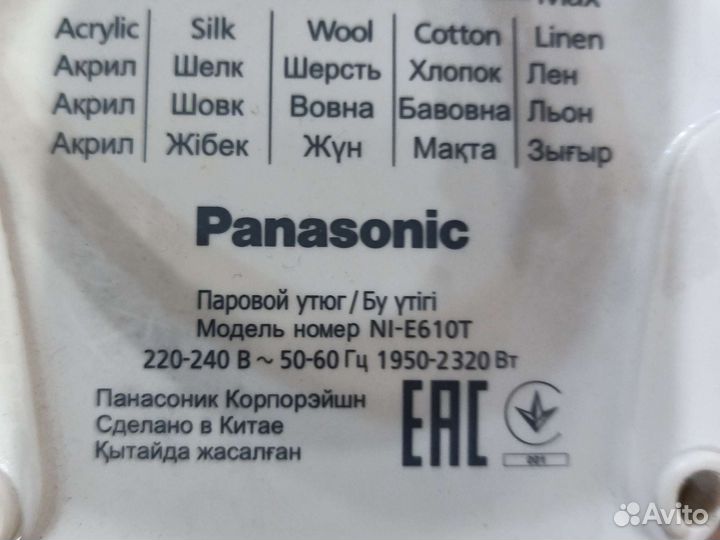 Max
Acrylic Silk Wool Cotton Linen
Акрил Шелк Шерсть Хлопок Лен
Акрил Шовк Вовна Бавовна Льон
Акрил Жібек Жүн Мақта Зығыр
Panasonic
Паровой утюг/Бу үтігі
Модель номер NI-E610T
220-240 В ~ 50-60 Гц 1950-2320 Вт
Панасоник Корпорэйшн
Сделано в Китае
Қытайда жасалған
EAC
001
Avito